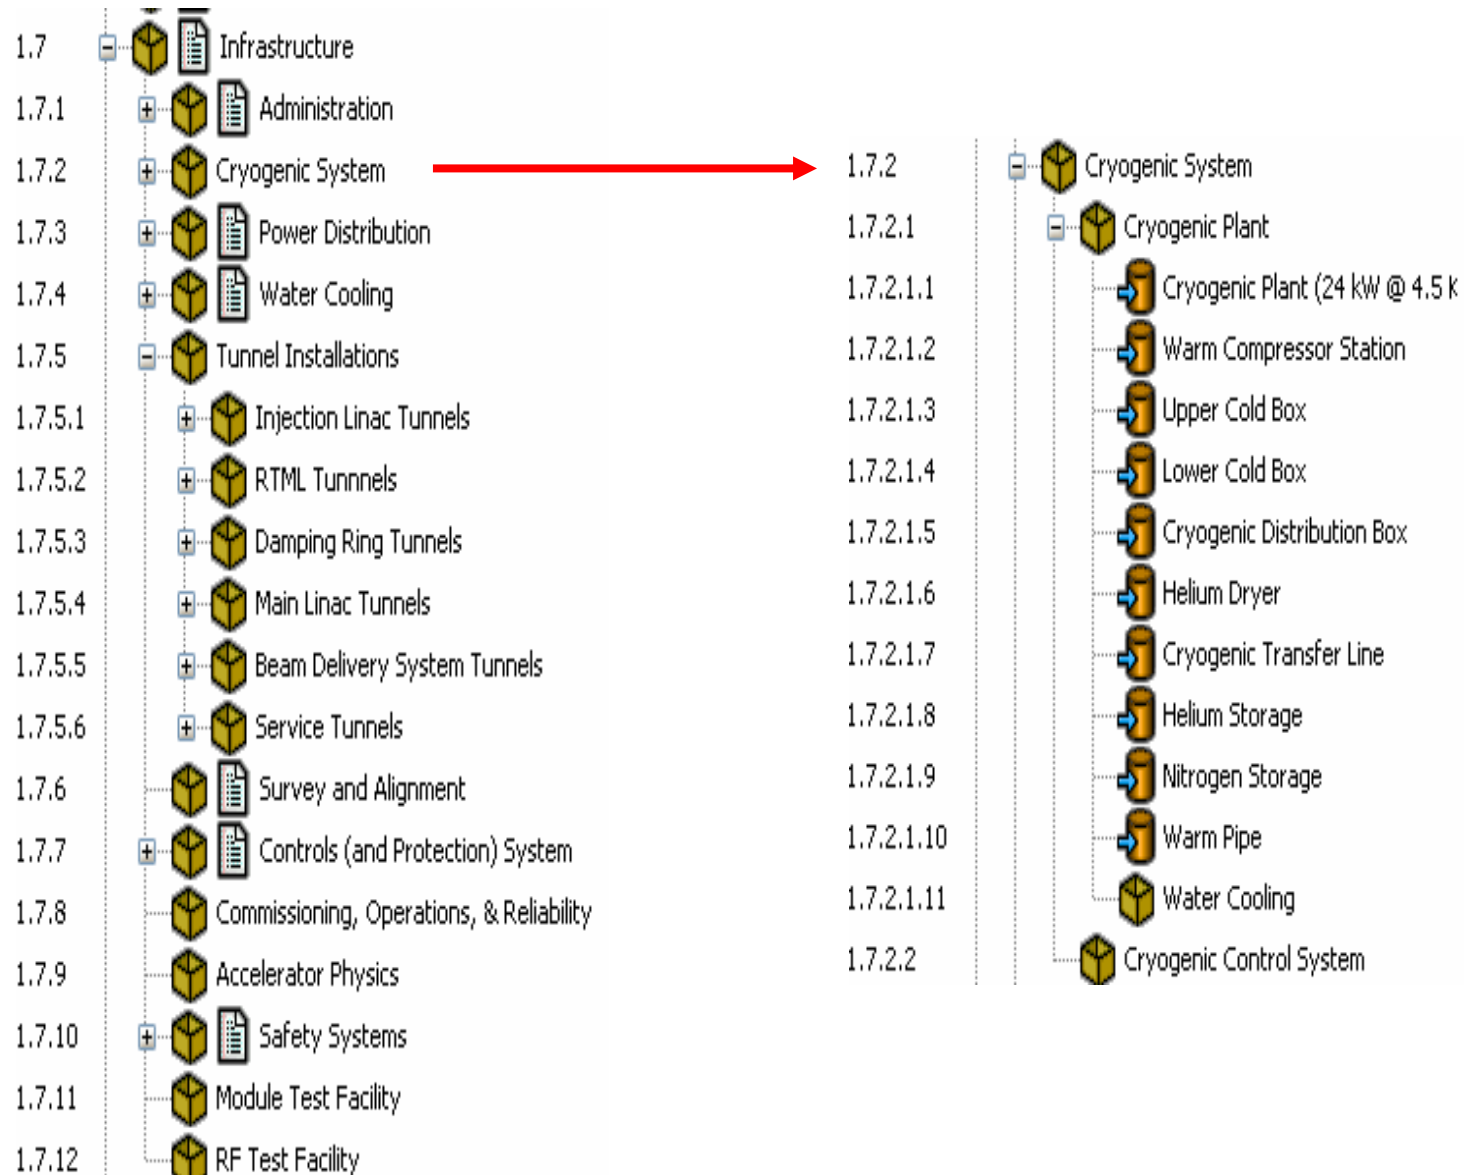 1.7 Infrastructure
1.7.1 Administration
1.7.2 Cryogenic System
1.7.3 Power Distribution
1.7.4 Water Cooling
1.7.5 Tunnel Installations
1.7.5.1 Injection Linac Tunnels
1.7.5.2 RTML Tunnnels
1.7.5.3 Damping Ring Tunnels
1.7.5.4 Main Linac Tunnels
1.7.5.5 Beam Delivery System Tunnels
1.7.5.6 Service Tunnels
1.7.6 Survey and Alignment
1.7.7 Controls (and Protection) System
1.7.8 Commissioning, Operations, & Reliability
1.7.9 Accelerator Physics
1.7.10 Safety Systems
1.7.11 Module Test Facility
1.7.12 RF Test Facility
1.7.2 Cryogenic System
1.7.2.1 Cryogenic Plant
1.7.2.1.1 Cryogenic Plant (24 kW @ 4.5 K
1.7.2.1.2 Warm Compressor Station
1.7.2.1.3 Upper Cold Box
1.7.2.1.4 Lower Cold Box
1.7.2.1.5 Cryogenic Distribution Box
1.7.2.1.6 Helium Dryer
1.7.2.1.7 Cryogenic Transfer Line
1.7.2.1.8 Helium Storage
1.7.2.1.9 Nitrogen Storage
1.7.2.1.10 Warm Pipe
1.7.2.1.11 Water Cooling
1.7.2.2 Cryogenic Control System